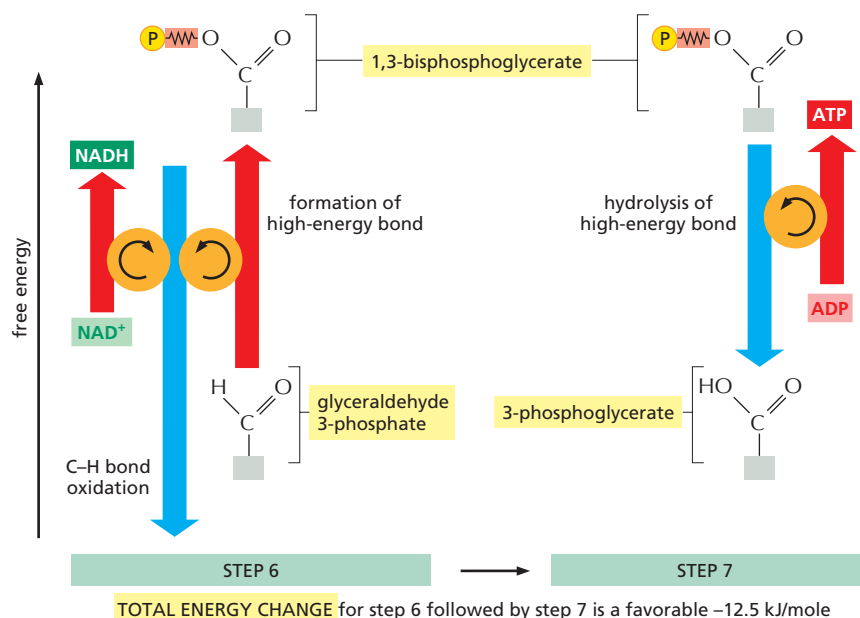 P O O
C
1,3-bisphosphoglycerate
P O O
C
free energy
NADH
NAD+
formation of
high-energy bond
hydrolysis of
high-energy bond
ATP
ADP
H O
C
glyceraldehyde
3-phosphate
3-phosphoglycerate
HO O
C
C–H bond
oxidation
STEP 6
STEP 7
TOTAL ENERGY CHANGE for step 6 followed by step 7 is a favorable –12.5 kJ/mole